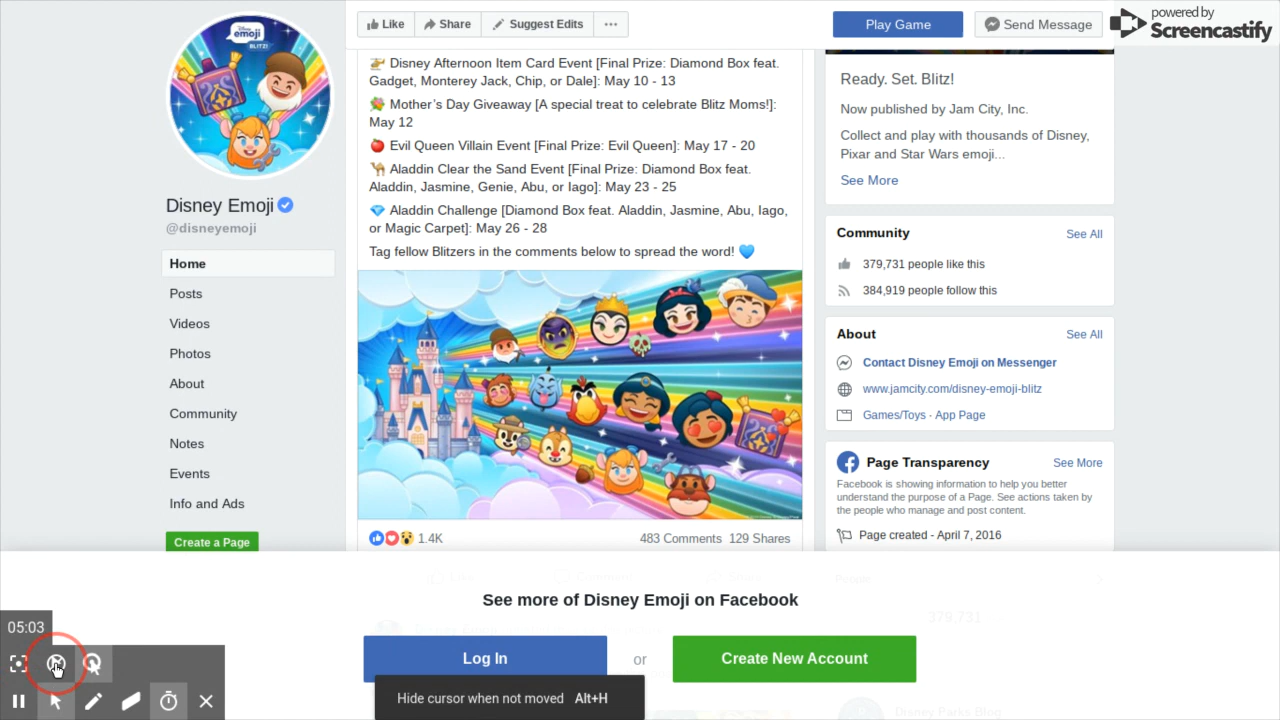 Disney
emoji
BLITZ!
Disney Emoji
@disneyemoji
Home
Posts
Videos
Photos
About
Community
Notes
Events
Info and Ads
Create a Page
Like
Share
Suggest Edits
Play Game
Send Message
powered by
Screencastify
Disney Afternoon Item Card Event [Final Prize: Diamond Box feat.
Gadget, Monterey Jack, Chip, or Dale]: May 10 - 13
Mother's Day Giveaway [A special treat to celebrate Blitz Moms!]:
May 12
Evil Queen Villain Event [Final Prize: Evil Queen]: May 17 - 20
Aladdin Clear the Sand Event [Final Prize: Diamond Box feat.
Aladdin, Jasmine, Genie, Abu, or Iago]: May 23 - 25
Aladdin Challenge [Diamond Box feat. Aladdin, Jasmine, Abu, Iago,
or Magic Carpet]: May 26 - 28
Tag fellow Blitzers in the comments below to spread the word!
1.4K
483 Comments 129 Shares
Ready. Set. Blitz!
Now published by Jam City, Inc.
Collect and play with thousands of Disney,
Pixar and Star Wars emoji...
See More
Community
See All
379,731 people like this
384,919 people follow this
About
See All
Contact Disney Emoji on Messenger
www.jamcity.com/disney-emoji-blitz
Games/Toys · App Page
Page Transparency
See More
Facebook is showing information to help you better
understand the purpose of a Page. See actions taken by
the people who manage and post content.
Page created - April 7, 2016
People
379,731
See more of Disney Emoji on Facebook
Log In
or
Create New Account
Disney Parks Blog
05:03
Hide cursor when not moved Alt+H